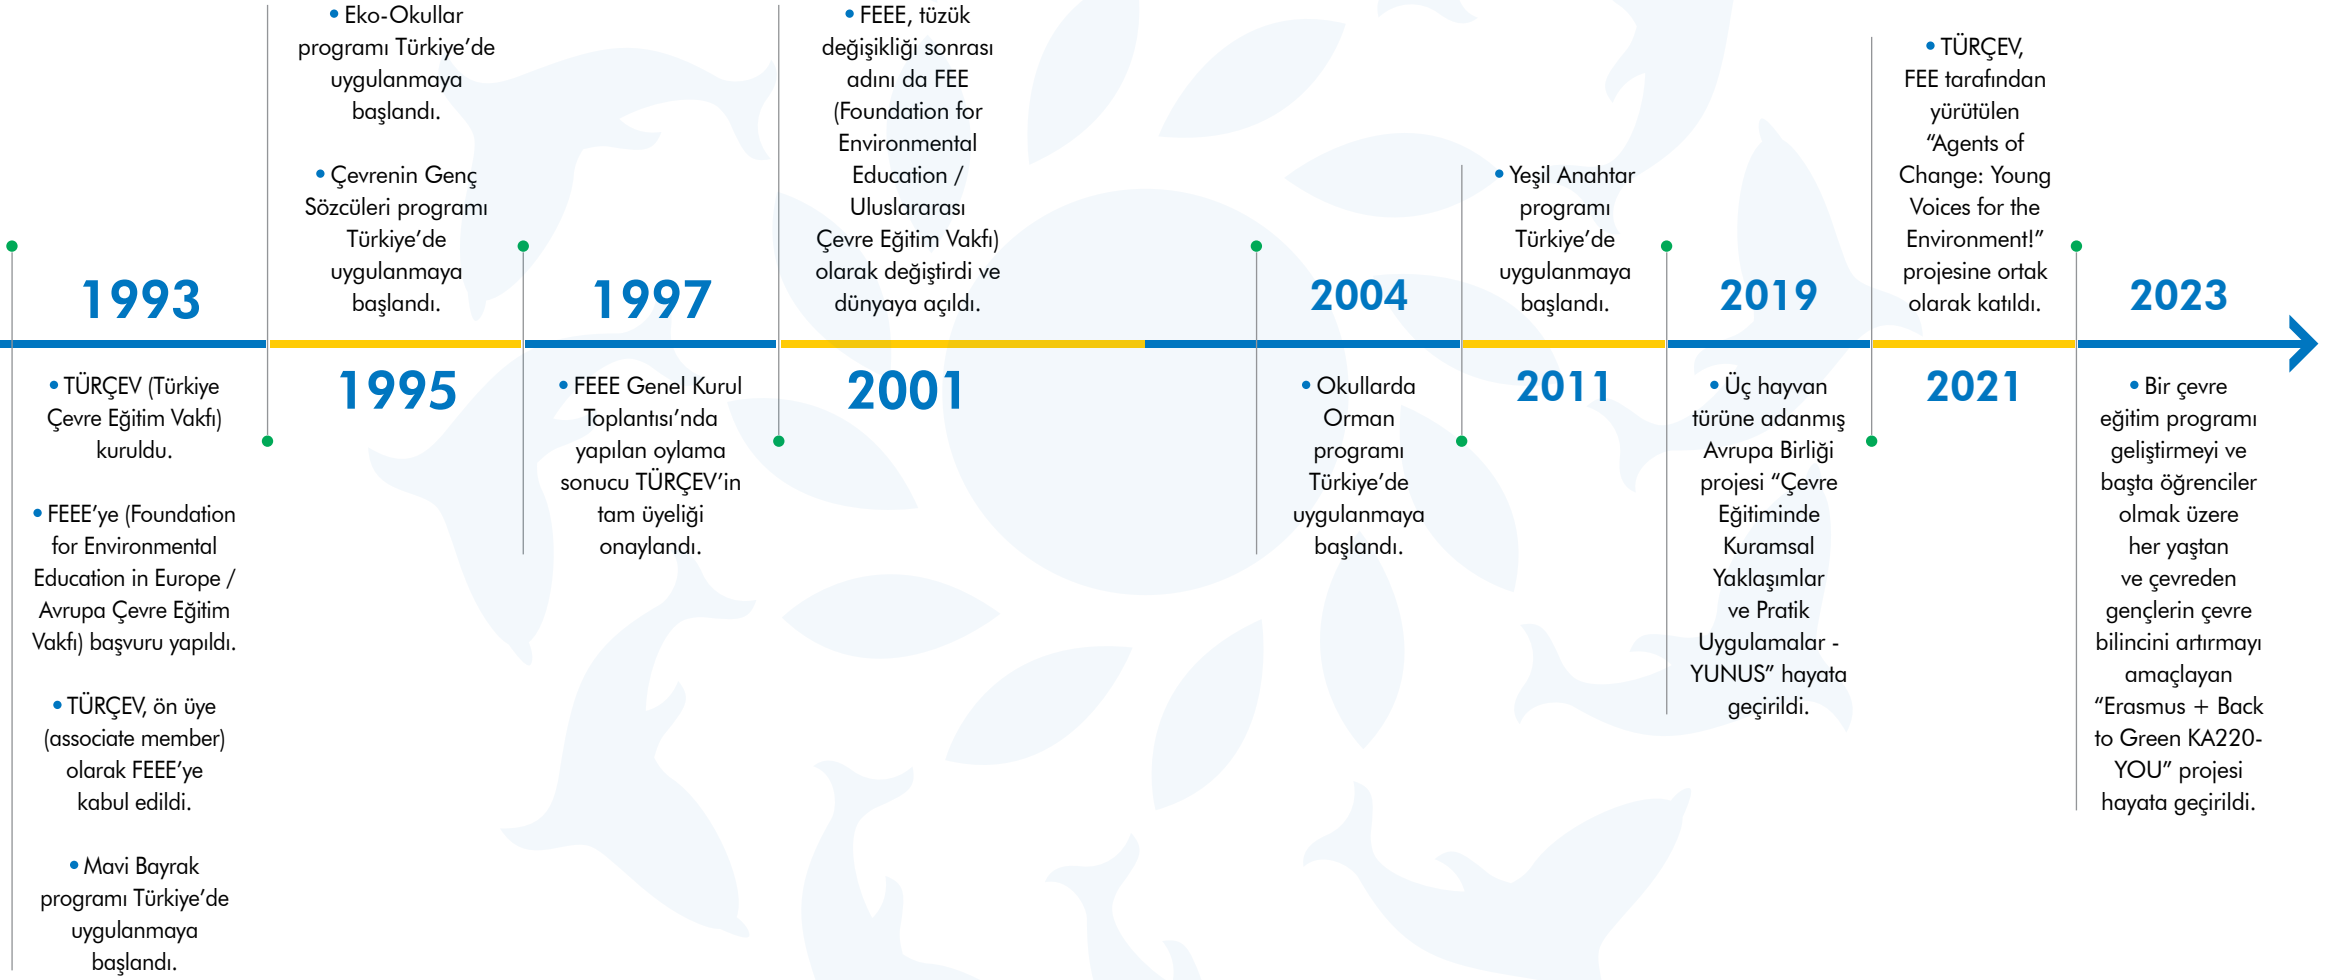 1993
• TÜRÇEV (Türkiye
Çevre Eğitim Vakfı)
kuruldu.
• FEEE’ye (Foundation
for Environmental
Education in Europe /
Avrupa Çevre Eğitim
Vakfı) başvuru yapıldı.
• TÜRÇEV, ön üye
(associate member)
olarak FEEE’ye
kabul edildi.
• Mavi Bayrak
programı Türkiye’de
uygulanmaya
başlandı.
• Eko-Okullar
programı Türkiye’de
uygulanmaya
başlandı.
• Çevrenin Genç
Sözcüleri programı
Türkiye’de
uygulanmaya
başlandı.
1995
1997
• FEEE Genel Kurul
Toplantısı’nda
yapılan oylama
sonucu TÜRÇEV’in
tam üyeliği
onaylandı.
• FEEE, tüzük
değişikliği sonrası
adını da FEE
(Foundation for
Environmental
Education /
Uluslararası
Çevre Eğitim Vakfı)
olarak değiştirdi ve
dünyaya açıldı.
2001
2004
• Okullarda
Orman
programı
Türkiye’de
uygulanmaya
başlandı.
• Yeşil Anahtar
programı
Türkiye’de
uygulanmaya
başlandı.
2011
2019
• Üç hayvan
türüne adanmış
Avrupa Birliği
projesi “Çevre
Eğitiminde
Kuramsal
Yaklaşımlar
ve Pratik
Uygulamalar -
YUNUS” hayata
geçirildi.
• TÜRÇEV,
FEE tarafından
yürütülen
“Agents of
Change: Young
Voices for the
Environment!”
projesine ortak
olarak katıldı.
2021
2023
• Bir çevre
eğitim programı
geliştirmeyi ve
başta öğrenciler
olmak üzere
her yaştan
ve çevreden
gençlerin çevre
bilincini artırmayı
amaçlayan
“Erasmus + Back
to Green KA220-
YOU” projesi
hayata geçirildi.